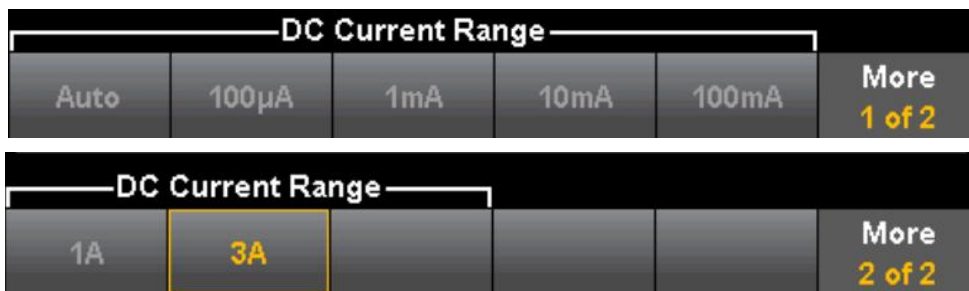 DC Current Range
Auto 100µA 1mA 10mA 100mA More
1 of 2
DC Current Range
1A 3A More
2 of 2